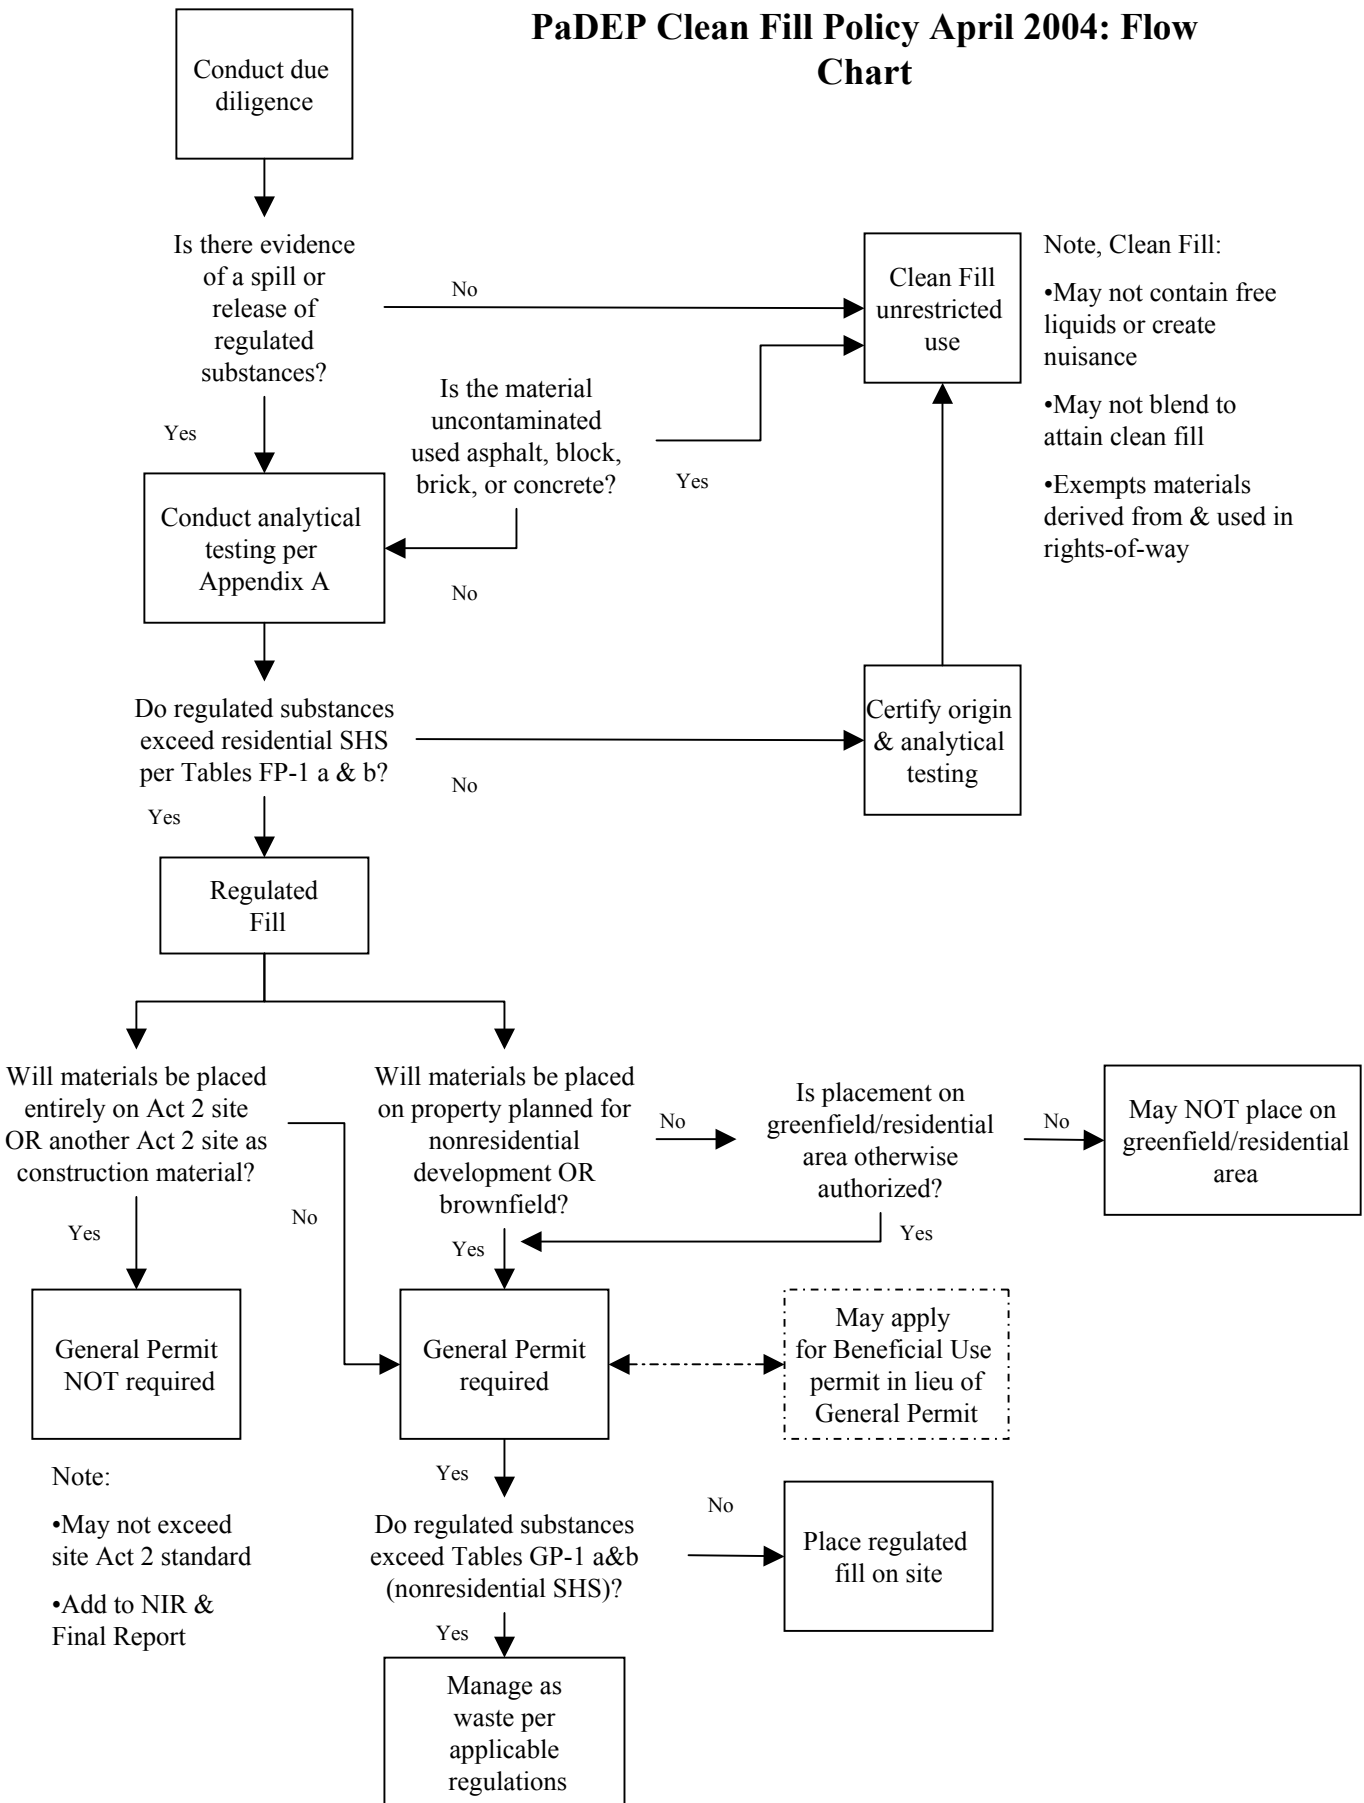 PaDEP Clean Fill Policy April 2004: Flow
Chart
Conduct due
diligence
Is there evidence
of a spill or
release of
regulated
substances?
No
Yes
Clean Fill
unrestricted
use
Note, Clean Fill:
•May not contain free
liquids or create
nuisance
•May not blend to
attain clean fill
•Exempts materials
derived from & used in
rights-of-way
Is the material
uncontaminated
used asphalt, block,
brick, or concrete?
Yes
No
Conduct analytical
testing per
Appendix A
Do regulated substances
exceed residential SHS
per Tables FP-1 a & b?
No
Yes
Certify origin
& analytical
testing
Regulated
Fill
Will materials be placed
entirely on Act 2 site
OR another Act 2 site as
construction material?
Yes
No
Will materials be placed
on property planned for
nonresidential
development OR
brownfield?
No
Yes
Is placement on
greenfield/residential
area otherwise
authorized?
No
Yes
May NOT place on
greenfield/residential
area
General Permit
NOT required
General Permit
required
May apply
for Beneficial Use
permit in lieu of
General Permit
Note:
•May not exceed
site Act 2 standard
•Add to NIR &
Final Report
Yes
Do regulated substances
exceed Tables GP-1 a&b
(nonresidential SHS)?
No
Yes
Place regulated
fill on site
Manage as
waste per
applicable
regulations